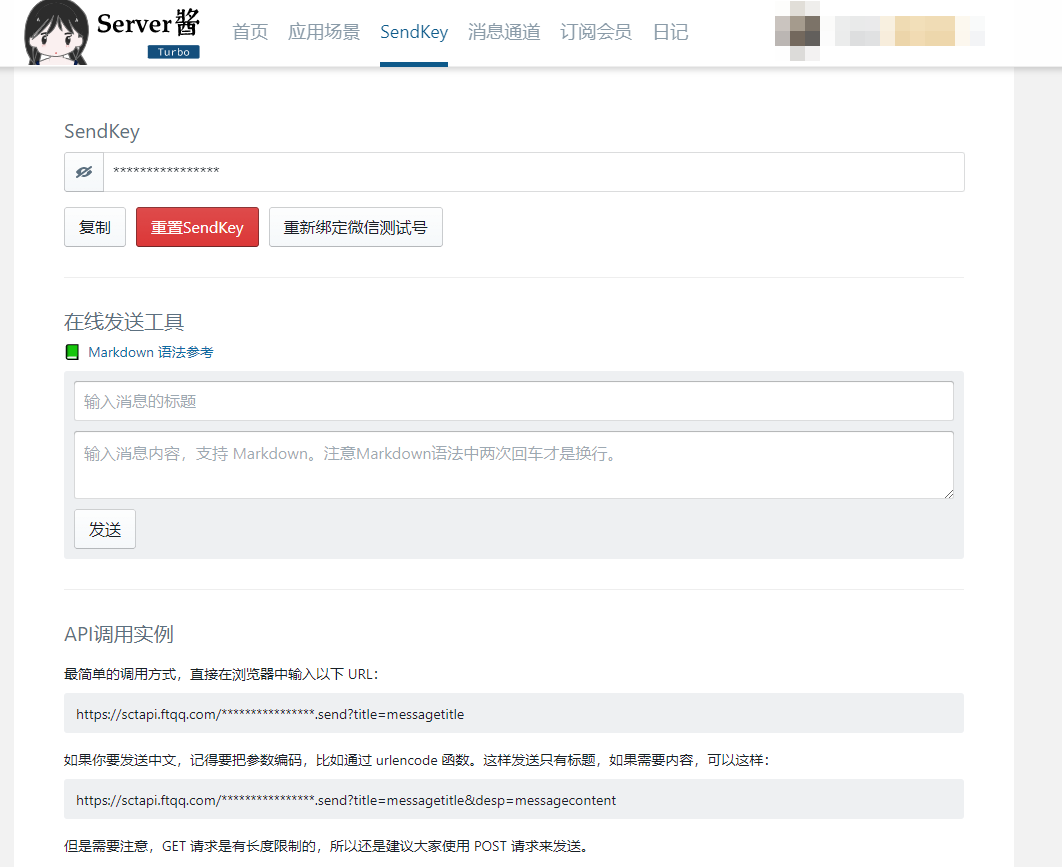 Server酱
Turbo
首页 应用场景 SendKey 消息通道 订阅会员 日记
SendKey
****************
复制 重置SendKey 重新绑定微信测试号
在线发送工具
Markdown 语法参考
输入消息的标题
输入消息内容，支持 Markdown。注意Markdown语法中两次回车才是换行。
发送
API调用实例
最简单的调用方式，直接在浏览器中输入以下 URL：
https://sctapi.ftqq.com/****************.send?title=messagetitle
如果你要发送中文，记得要把参数编码，比如通过 urlencode 函数。这样发送只有标题，如果需要内容，可以这样：
https://sctapi.ftqq.com/****************.send?title=messagetitle&desp=messagecontent
但是需要注意，GET 请求是有长度限制的，所以还是建议大家使用 POST 请求来发送。